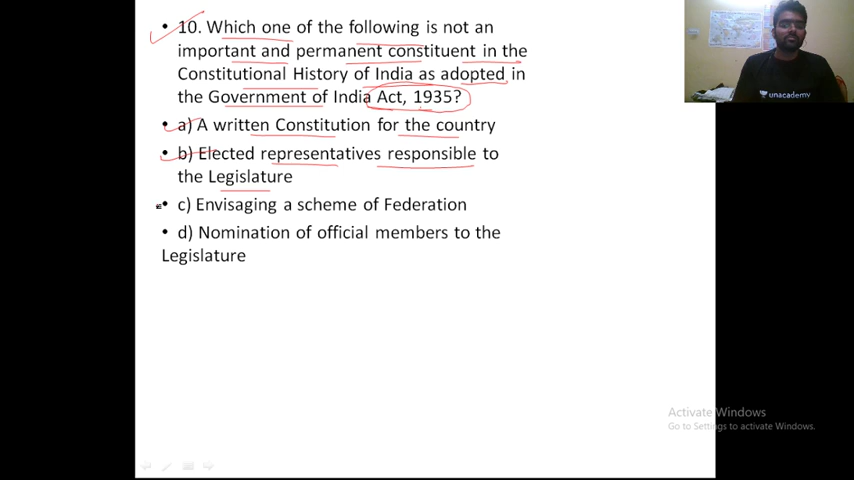 • 10. Which one of the following is not an
important and permanent constituent in the
Constitutional History of India as adopted in
the Government of India Act, 1935?
• a) A written Constitution for the country
• b) Elected representatives responsible to
the Legislature
• c) Envisaging a scheme of Federation
• d) Nomination of official members to the
Legislature
unacademy
Activate Windows
Go to Settings to activate Windows.